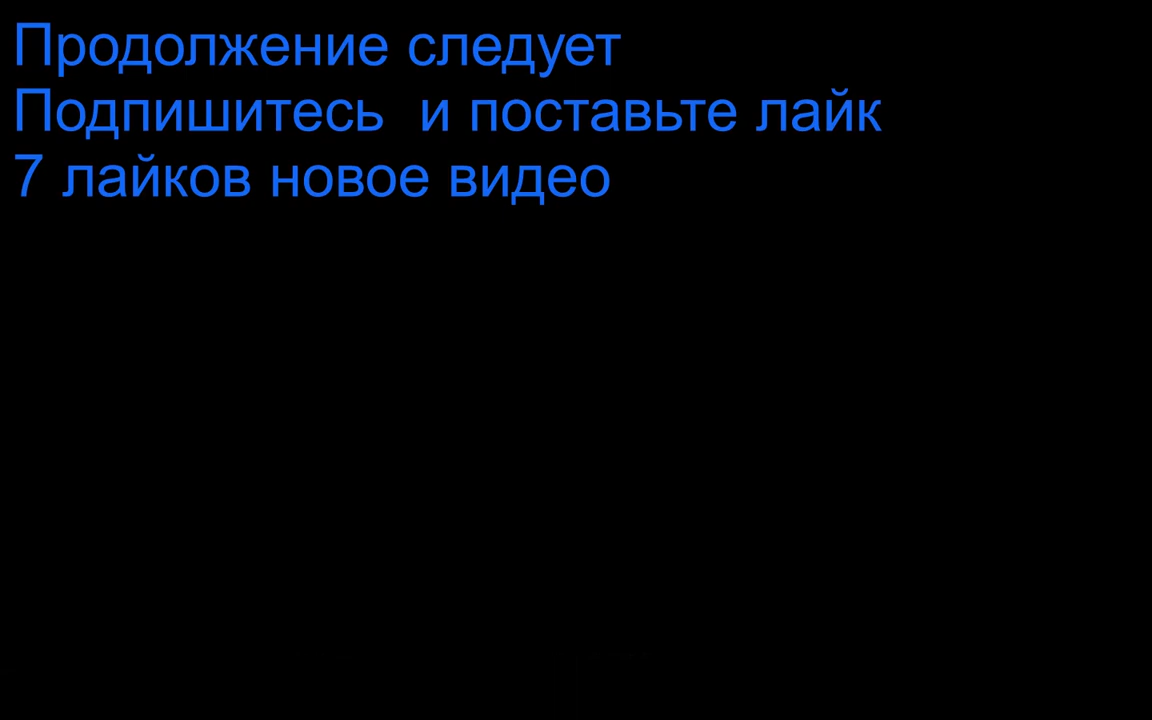 Продолжение следует
Подпишитесь  и поставьте лайк
7 лайков новое видео